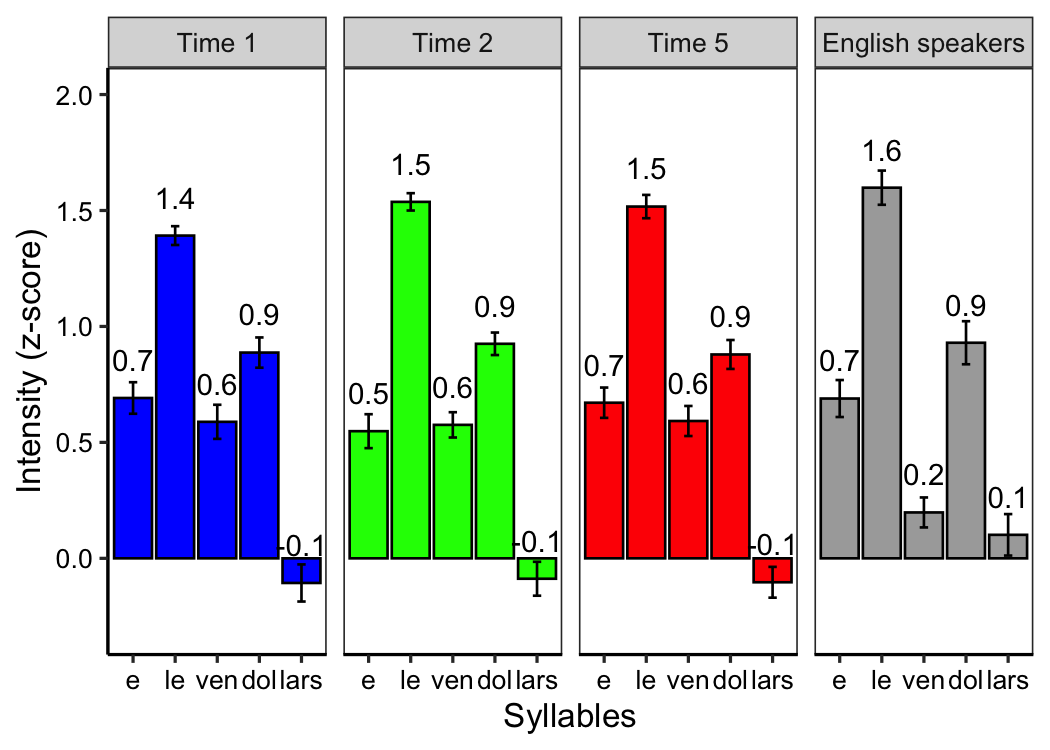 Time 1 Time 2 Time 5 English speakers
2.0
1.5
1.0
0.5
0.0
Intensity (z-score)
0.7 1.4 0.6 0.9 -0.1
0.5 1.5 0.6 0.9 -0.1
0.7 1.5 0.6 0.9 -0.1
0.7 1.6 0.2 0.9 0.1
e le ven dol lars e le ven dol lars e le ven dol lars e le ven dol lars
Syllables